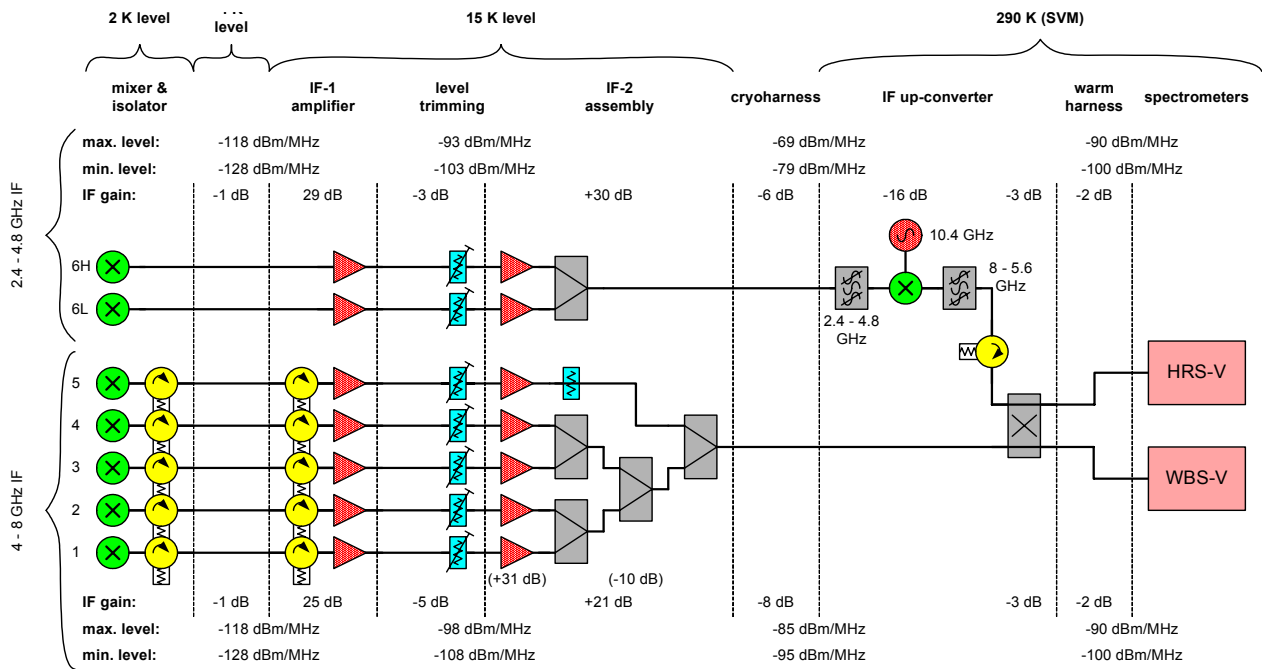 2 K level
level
15 K level
290 K (SVM)
mixer &
isolator
IF-1
amplifier
level
trimming
IF-2
assembly
cryoharness
IF up-converter
warm
harness
spectrometers
max. level:
-118 dBm/MHz
-93 dBm/MHz
-69 dBm/MHz
-90 dBm/MHz
min. level:
-128 dBm/MHz
-103 dBm/MHz
-79 dBm/MHz
-100 dBm/MHz
IF gain:
-1 dB
29 dB
-3 dB
+30 dB
-6 dB
-16 dB
-3 dB
-2 dB
2.4 - 4.8 GHz IF
10.4 GHz
6H
8 - 5.6
GHz
6L
2.4 - 4.8
GHz
5
HRS-V
4
3
WBS-V
4 - 8 GHz IF
2
1
(+31 dB)
(-10 dB)
IF gain:
-1 dB
25 dB
-5 dB
+21 dB
-8 dB
-3 dB
-2 dB
max. level:
-118 dBm/MHz
-98 dBm/MHz
-85 dBm/MHz
-90 dBm/MHz
min. level:
-128 dBm/MHz
-108 dBm/MHz
-95 dBm/MHz
-100 dBm/MHz